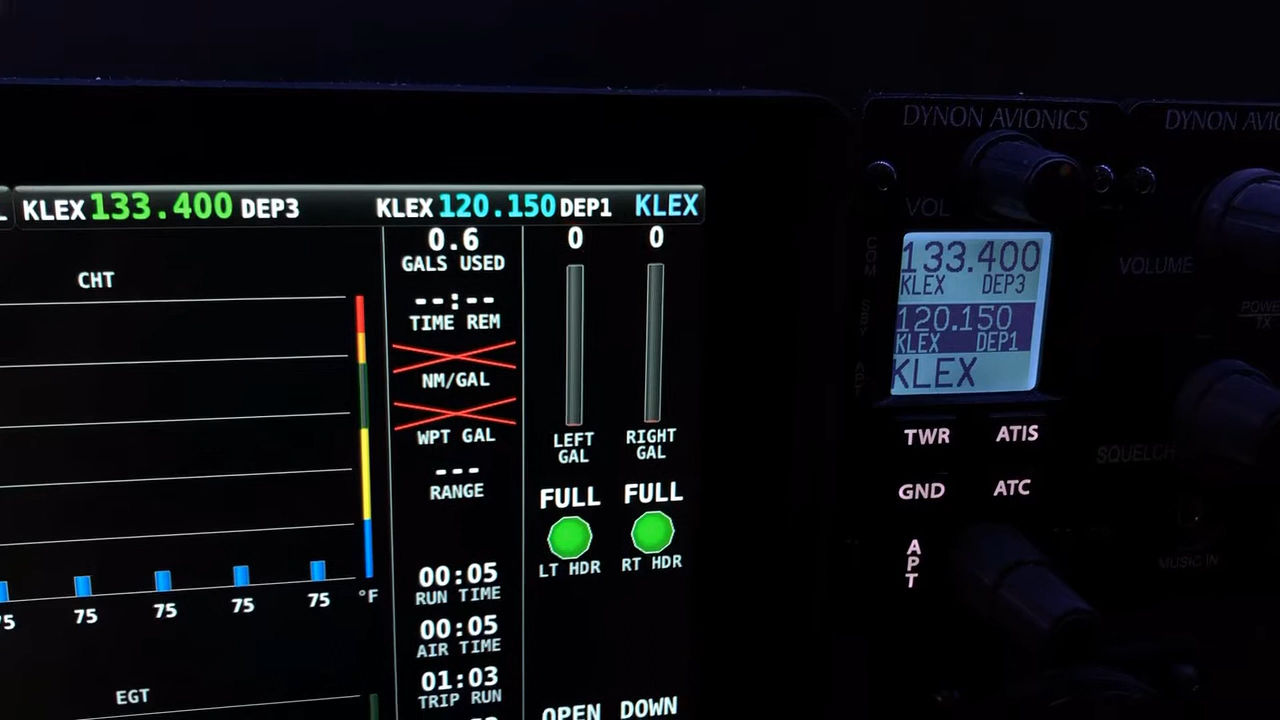 KLEX 133.400 DEP3 KLEX 120.150 DEP1 KLEX
CHT
75 75 75 75 °F
EGT
0.6
GALS USED
--:--
TIME REM
NM/GAL
WPT GAL
---
RANGE
00:05
RUN TIME
00:05
AIR TIME
01:03
TRIP RUN
0 0
LEFT GAL
RIGHT GAL
FULL FULL
LT HDR RT HDR
OPEN DOWN
DYNON AVIONICS
VOL
COM
133.400
KLEX DEP3
120.150
KLEX DEP1
KLEX
TWR ATIS
GND ATC
APT
DYNON
VOLUME
SQUELCH
MUSIC IN